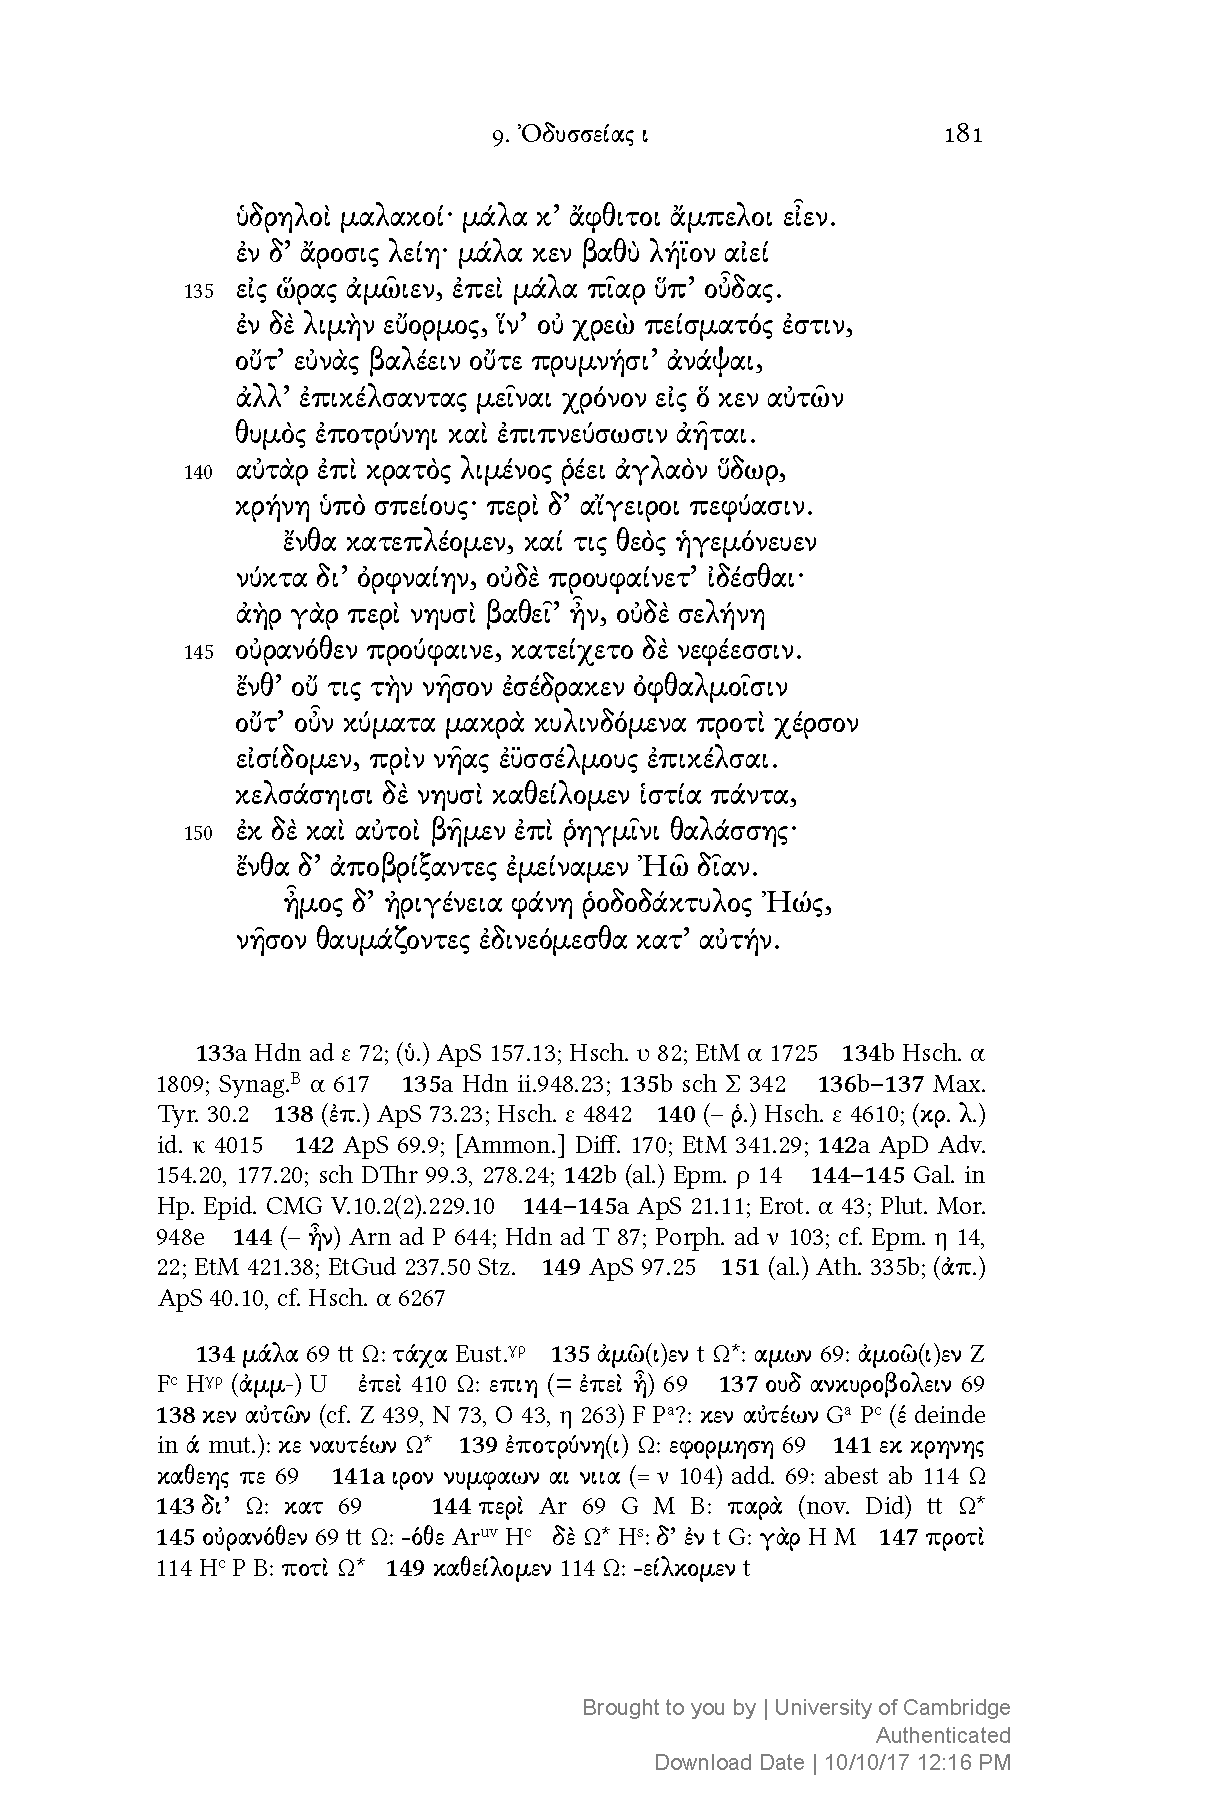 9. Ὀδυσσείας ι 181
ὑδρηλοὶ μαλακοί· μάλα κ’ ἄφθιτοι ἄμπελοι εἶεν.
ἐν δ’ ἄροσις λείη· μάλα κεν βαθὺ λήϊον αἰεί
135 εἰς ὥρας ἀμῶιεν, ἐπεὶ μάλα πῖαρ ὕπ’ οὖδας.
ἐν δὲ λιμὴν εὔορμος, ἵν’ οὐ χρεὼ πείσματός ἐστιν,
οὔτ’ εὐνὰς βαλέειν οὔτε πρυμνήσι’ ἀνάψαι,
ἀλλ’ ἐπικέλσαντας μεῖναι χρόνον εἰς ὅ κεν αὐτῶν
θυμὸς ἐποτρύνηι καὶ ἐπιπνεύσωσιν ἀῆται.
140 αὐτὰρ ἐπὶ κρατὸς λιμένος ῥέει ἀγλαὸν ὕδωρ,
κρήνη ὑπὸ σπείους· περὶ δ’ αἴγειροι πεφύασιν.
ἔνθα κατεπλέομεν, καί τις θεὸς ἡγεμόνευεν
νύκτα δι’ ὀρφναίην, οὐδὲ προυφαίνετ’ ἰδέσθαι·
ἀὴρ γὰρ περὶ νηυσὶ βαθεῖ’ ἦν, οὐδὲ σελήνη
145 οὐρανόθεν προύφαινε, κατείχετο δὲ νεφέεσσιν.
ἔνθ’ οὔ τις τὴν νῆσον ἐσέδρακεν ὀφθαλμοῖσιν
οὔτ’ οὖν κύματα μακρὰ κυλινδόμενα προτὶ χέρσον
εἰσίδομεν, πρὶν νῆας ἐϋσσέλμους ἐπικέλσαι.
κελσάσηισι δὲ νηυσὶ καθείλομεν ἱστία πάντα,
150 ἐκ δὲ καὶ αὐτοὶ βῆμεν ἐπὶ ῥηγμῖνι θαλάσσης·
ἔνθα δ’ ἀποβρίξαντες ἐμείναμεν Ἠῶ δῖαν.
ἦμος δ’ ἠριγένεια φάνη ῥοδοδάκτυλος Ἠώς,
νῆσον θαυμάζοντες ἐδινεόμεσθα κατ’ αὐτήν.
133a Hdn ad ε 72; (ὑ.) ApS 157.13; Hsch. υ 82; EtM α 1725 134b Hsch. α
1809; Synag.ᴮ α 617 135a Hdn ii.948.23; 135b sch Σ 342 136b–137 Max.
Tyr. 30.2 138 (ἐπ.) ApS 73.23; Hsch. ε 4842 140 (– ῥ.) Hsch. ε 4610; (κρ. λ.)
id. κ 4015 142 ApS 69.9; [Ammon.] Diff. 170; EtM 341.29; 142a ApD Adv.
154.20, 177.20; sch DThr 99.3, 278.24; 142b (al.) Epm. ρ 14 144–145 Gal. in
Hp. Epid. CMG V.10.2(2).229.10 144–145a ApS 21.11; Erot. α 43; Plut. Mor.
948e 144 (– ἦν) Arn ad Ρ 644; Hdn ad Τ 87; Porph. ad ν 103; cf. Epm. η 14,
22; EtM 421.38; EtGud 237.50 Stz. 149 ApS 97.25 151 (al.) Ath. 335b; (ἀπ.)
ApS 40.10, cf. Hsch. α 6267
134 μάλα 69 tt Ω: τάχα Eust.ᵞᵖ 135 ἀμῶ(ι)εν t Ω*: αμων 69: ἀμοῶ(ι)εν Z
Fᶜ Hᵞᵖ (ἀμμ-) U ἐπεὶ 410 Ω: επιη (= ἐπεὶ ἦ) 69 137 ουδ ανκυροβολειν 69
138 κεν αὐτῶν (cf. Ζ 439, Ν 73, Ο 43, η 263) F Pᵃ?: κεν αὐτέων Gᵃ Pᶜ (έ deinde
in ά mut.): κε ναυτέων Ω* 139 ἐποτρύνη(ι) Ω: εφορμηση 69 141 εκ κρηνης
καθεης πε 69 141a ιρον νυμφαων αι νιια (= ν 104) add. 69: abest ab 114 Ω
143 δι’ Ω: κατ 69 144 περὶ Ar 69 G M B: παρὰ (nov. Did) tt Ω*
145 οὐρανόθεν 69 tt Ω: -όθε Arᵘᵛ Hᶜ δὲ Ω* Hˢ: δ’ ἐν t G: γὰρ H M 147 προτὶ
114 Hᶜ P B: ποτὶ Ω* 149 καθείλομεν 114 Ω: -είλκομεν t
Brought to you by | University of Cambridge
Authenticated
Download Date | 10/10/17 12:16 PM